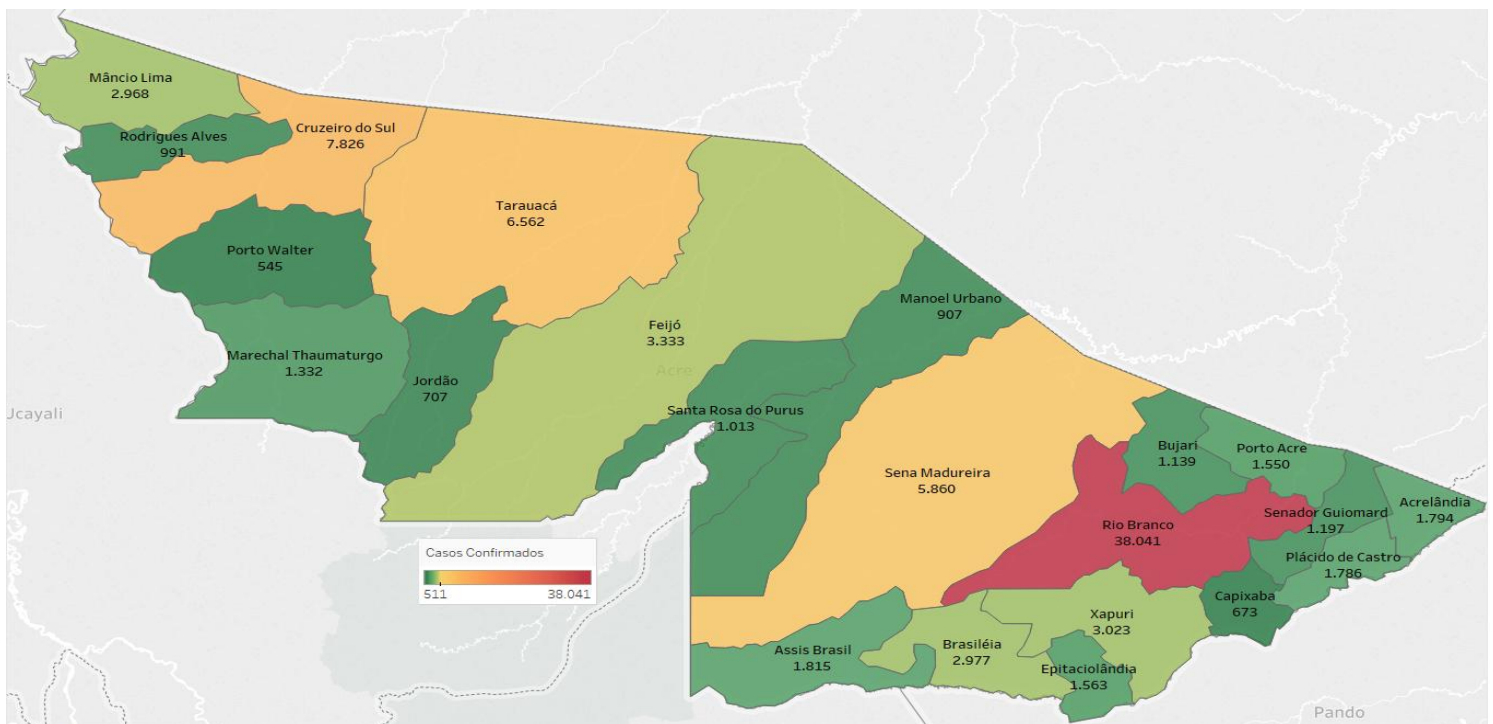 Mâncio Lima
2.968
Rodrigues Alves
991
Cruzeiro do Sul
7.826
Tarauacá
6.562
Porto Walter
545
Marechal Thaumaturgo
1.332
Jordão
707
Feijó
3.333
Acre
Manoel Urbano
907
Santa Rosa do Purus
1.013
Sena Madureira
5.860
Bujari
1.139
Porto Acre
1.550
Rio Branco
38.041
Senador Guiomard
1.197
Acrelândia
1.794
Plácido de Castro
1.786
Capixaba
673
Xapuri
3.023
Assis Brasil
1.815
Brasiléia
2.977
Epitaciolândia
1.563
Ucayali
Casos Confirmados
511 38.041
Pando